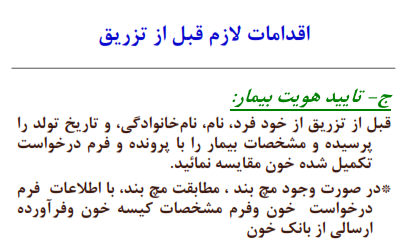 اقدامات لازم قبل از تزریق
ج- تایید هویت بیمار:
قبل از تزریق از خود فرد، نام، نام‌خانوادگی، و تاریخ تولد را
پرسیده و مشخصات بیمار را با پرونده و فرم درخواست
تکمیل شده خون مقایسه نمائید.
*در صورت وجود مچ بند ، مطابقت مچ بند، با اطلاعات فرم
درخواست خون وفرم مشخصات کیسه خون وفرآورده
ارسالی از بانک خون